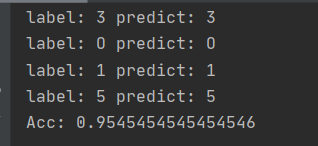 label: 3 predict: 3
label: 0 predict: 0
label: 1 predict: 1
label: 5 predict: 5
Acc: 0.9545454545454546